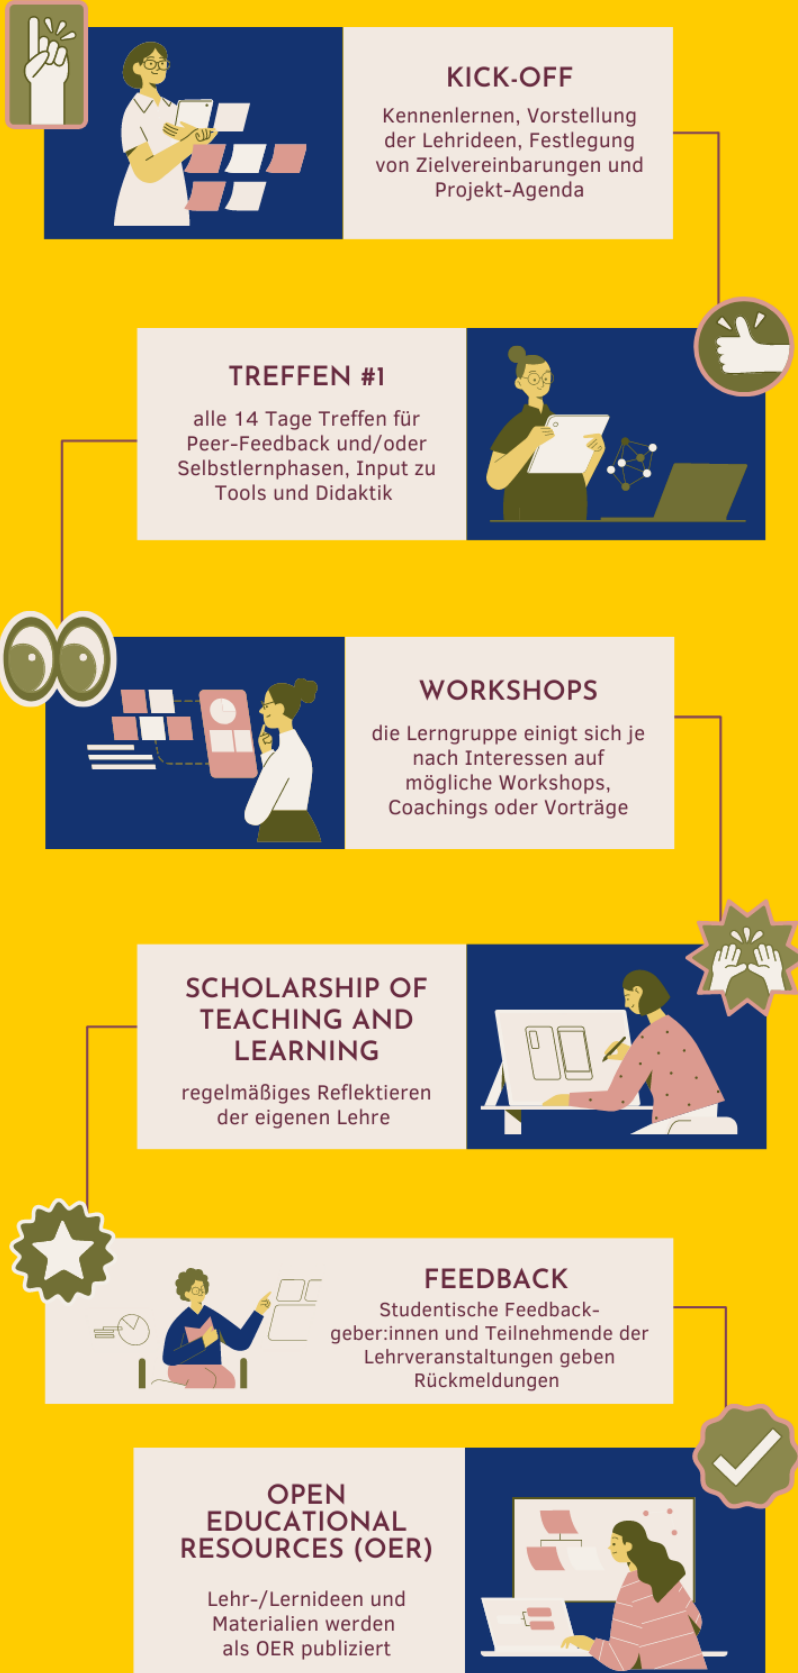 KICK-OFF
Kennenlernen, Vorstellung
der Lehrideen, Festlegung
von Zielvereinbarungen und
Projekt-Agenda
TREFFEN #1
alle 14 Tage Treffen für
Peer-Feedback und/oder
Selbstlernphasen, Input zu
Tools und Didaktik
WORKSHOPS
die Lerngruppe einigt sich je
nach Interessen auf
mögliche Workshops,
Coachings oder Vorträge
SCHOLARSHIP OF
TEACHING AND
LEARNING
regelmäßiges Reflektieren
der eigenen Lehre
FEEDBACK
Studentische Feedback-
geber:innen und Teilnehmende der
Lehrveranstaltungen geben
Rückmeldungen
OPEN
EDUCATIONAL
RESOURCES (OER)
Lehr-/Lernideen und
Materialien werden
als OER publiziert